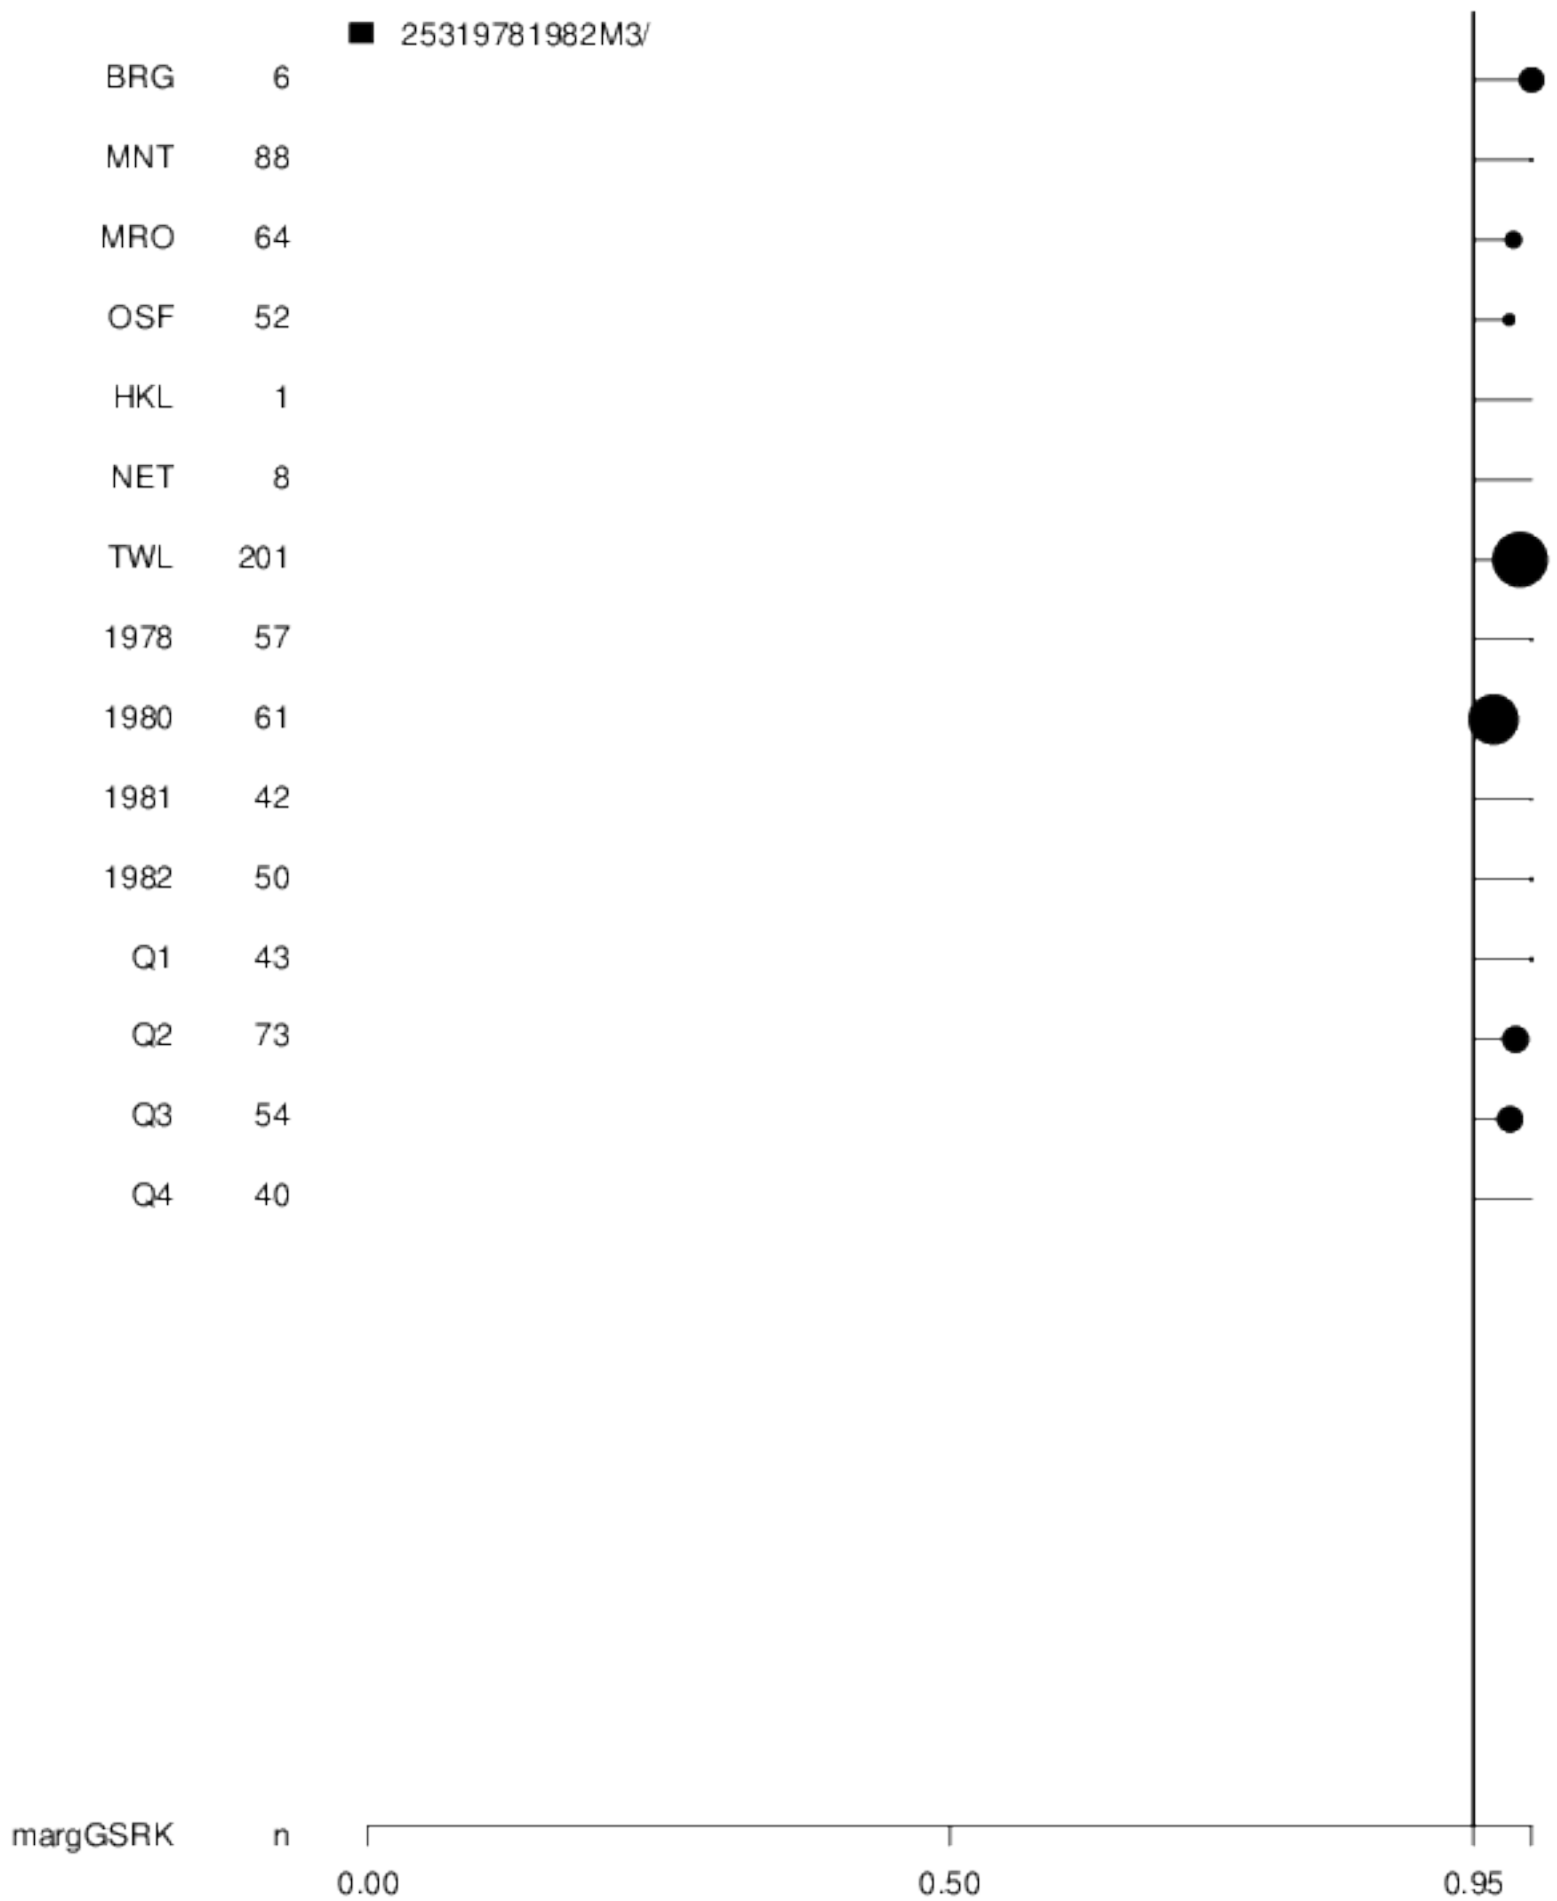 25319781982M3/
BRG 6
MNT 88
MRO 64
OSF 52
HKL 1
NET 8
TWL 201
1978 57
1980 61
1981 42
1982 50
Q1 43
Q2 73
Q3 54
Q4 40
margGSRK n
0.00 0.50 0.95